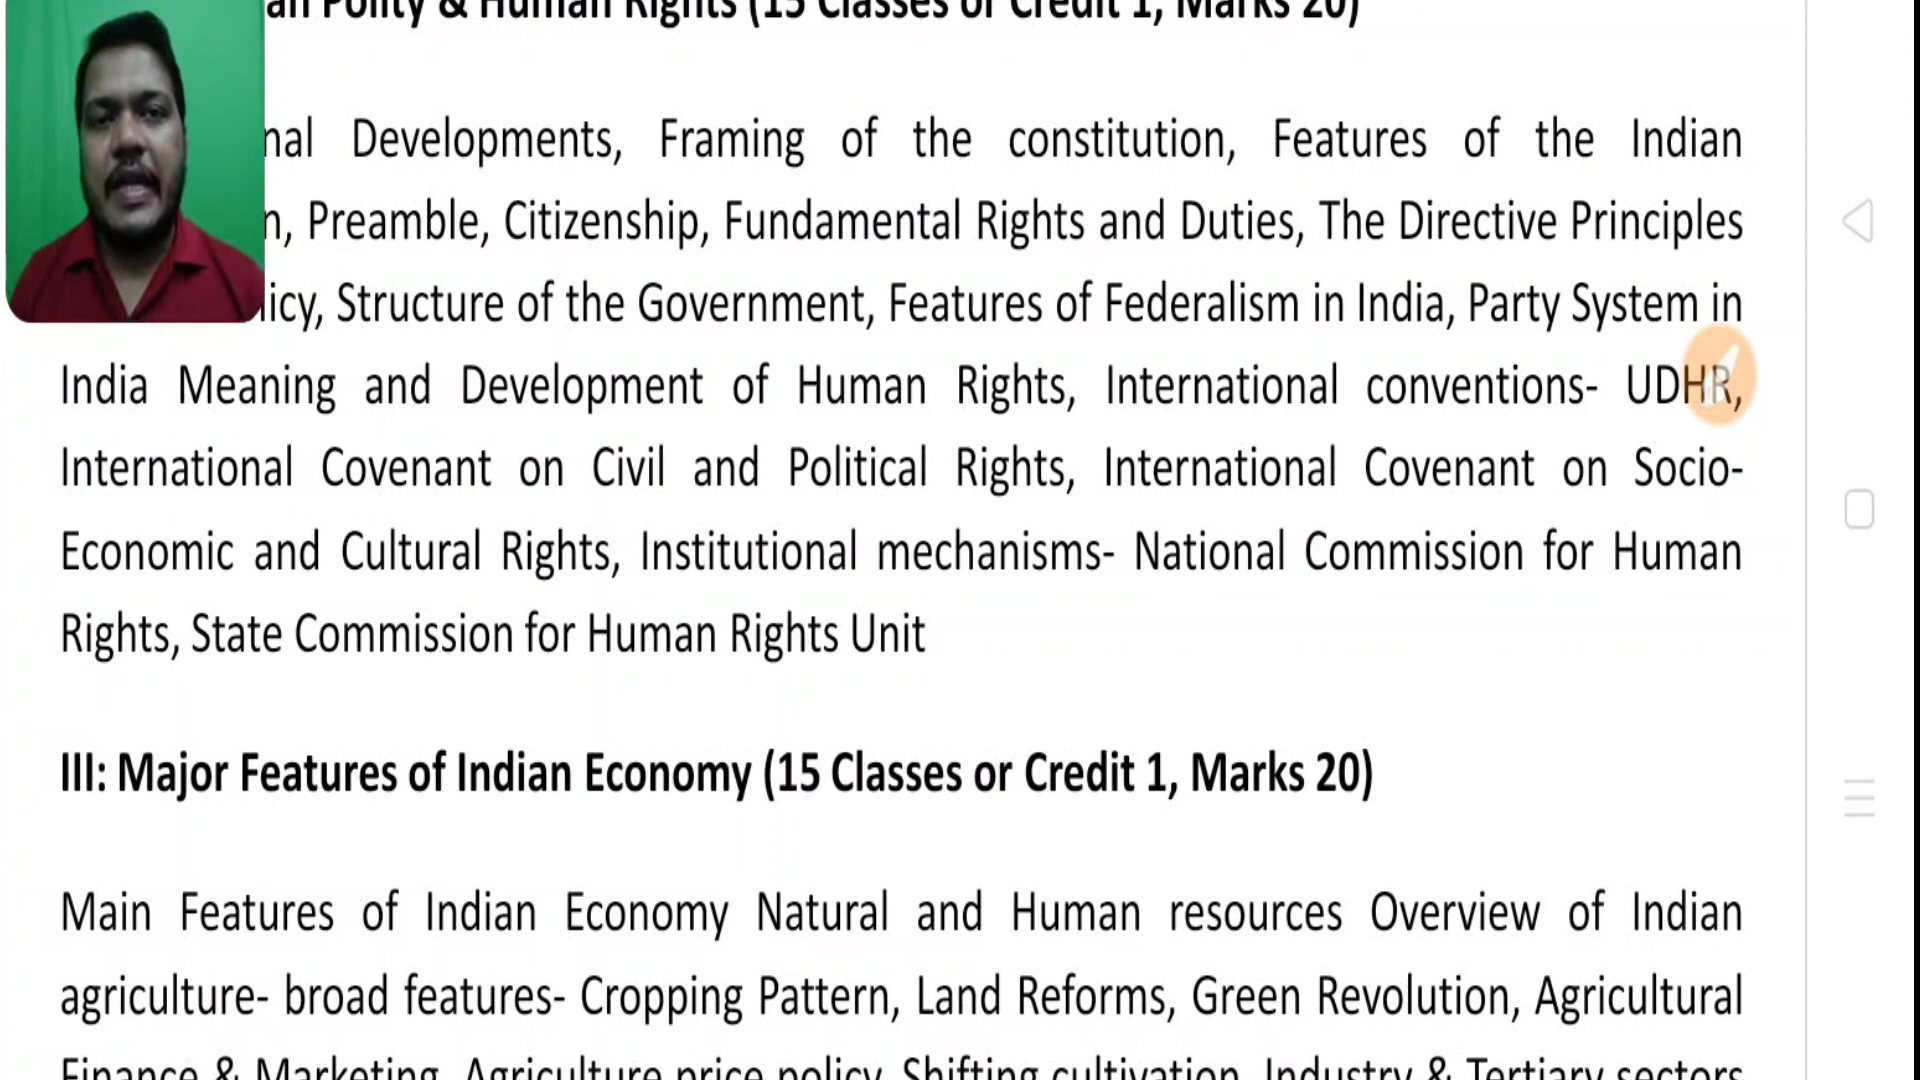 an Polity & Human Rights (15 Classes or Credit 1, Marks 20)
nal Developments, Framing of the constitution, Features of the Indian
n, Preamble, Citizenship, Fundamental Rights and Duties, The Directive Principles
licy, Structure of the Government, Features of Federalism in India, Party System in
India Meaning and Development of Human Rights, International conventions- UDHR,
International Covenant on Civil and Political Rights, International Covenant on Socio-
Economic and Cultural Rights, Institutional mechanisms- National Commission for Human
Rights, State Commission for Human Rights Unit
III: Major Features of Indian Economy (15 Classes or Credit 1, Marks 20)
Main Features of Indian Economy Natural and Human resources Overview of Indian
agriculture- broad features- Cropping Pattern, Land Reforms, Green Revolution, Agricultural
Finance & Marketing, Agriculture price policy, Shifting cultivation, Industry & Tertiary sectors